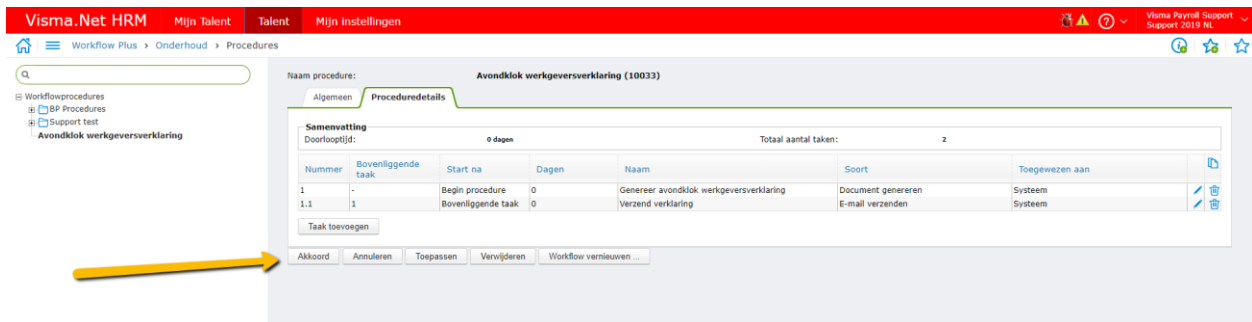 Visma.Net HRM Mijn Talent Talent Mijn instellingen Visma Payroll Support
Support 2019 NL
Workflow Plus > Onderhoud > Procedures
Workflowprocedures
BP Procedures
Support test
Avondklok werkgeversverklaring
Naam procedure: Avondklok werkgeversverklaring (10033)
Algemeen Proceduredetails
Samenvatting
Doorlooptijd: 0 dagen Totaal aantal taken: 2
Nummer Bovenliggende taak Start na Dagen Naam Soort Toegewezen aan
1 - Begin procedure 0 Genereer avondklok werkgeversverklaring Document genereren Systeem
1.1 1 Bovenliggende taak 0 Verzend verklaring E-mail verzenden Systeem
Taak toevoegen
Akkoord Annuleren Toepassen Verwijderen Workflow vernieuwen ...